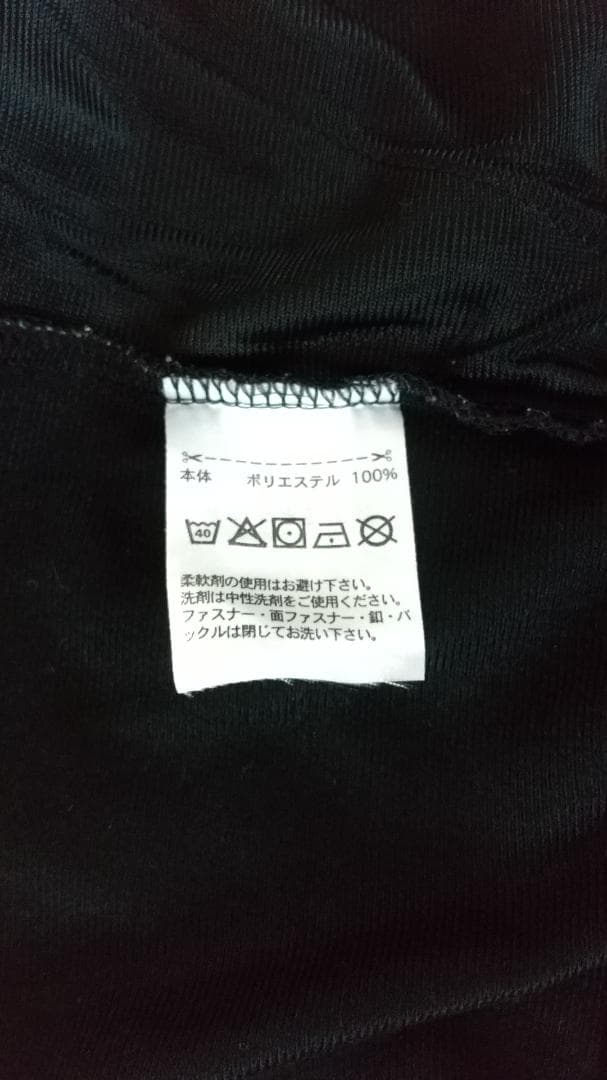 本体 ポリエステル 100%
40
柔軟剤の使用はお避け下さい。
洗剤は中性洗剤をご使用ください。
ファスナー・面ファスナー・釦・バ
ックルは閉じてお洗い下さい。